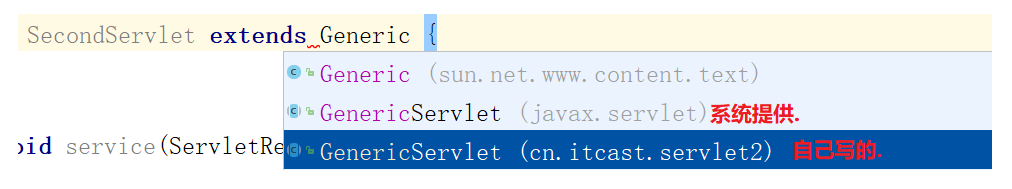 SecondServlet extends Generic {
Generic (sun.net.www.content.text)
GenericServlet (javax.servlet)系统提供.
oid service(ServletRe
GenericServlet (cn.itcast.servlet2) 自己写的.